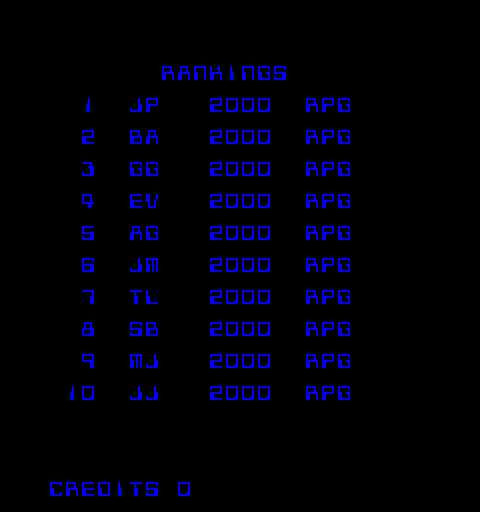 RANKINGS
1 JP 2000 RPG
2 BR 2000 RPG
3 GG 2000 RPG
4 EV 2000 RPG
5 RG 2000 RPG
6 JM 2000 RPG
7 TL 2000 RPG
8 SB 2000 RPG
9 MJ 2000 RPG
10 JJ 2000 RPG
CREDITS 0